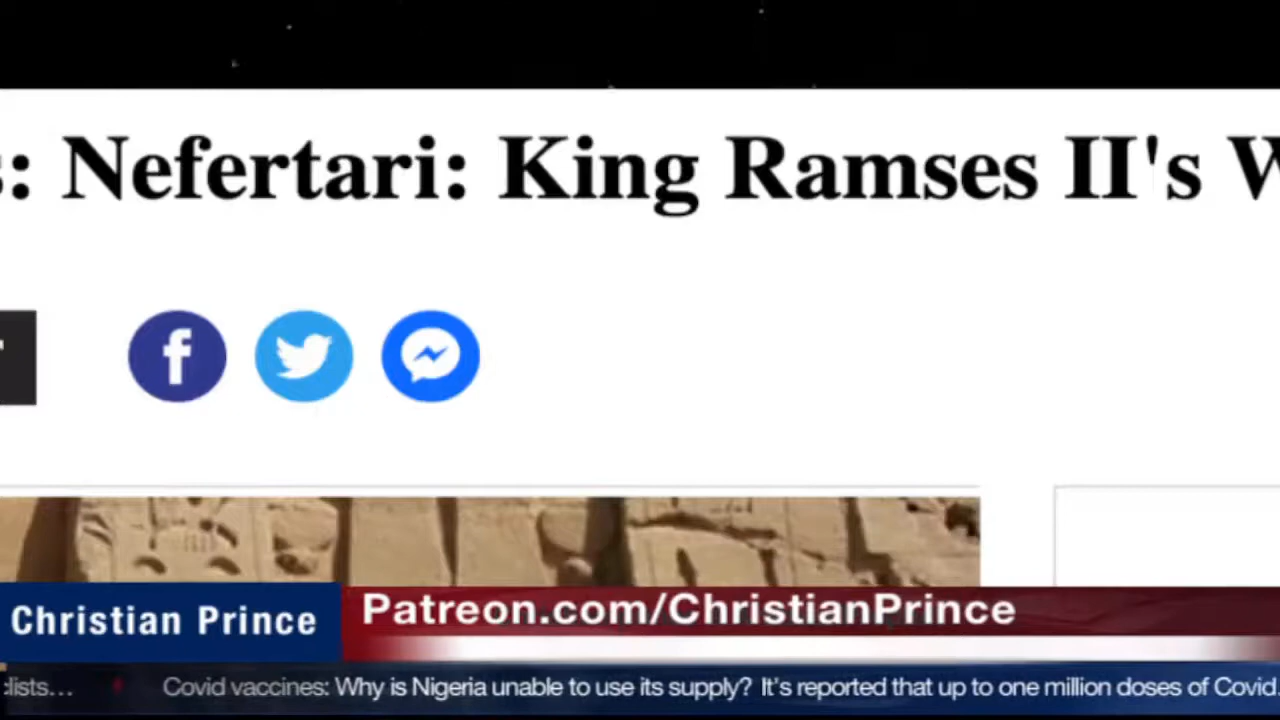 s: Nefertari: King Ramses II's W
Christian Prince
Patreon.com/ChristianPrince
lists... Covid vaccines: Why is Nigeria unable to use its supply? It's reported that up to one million doses of Covid